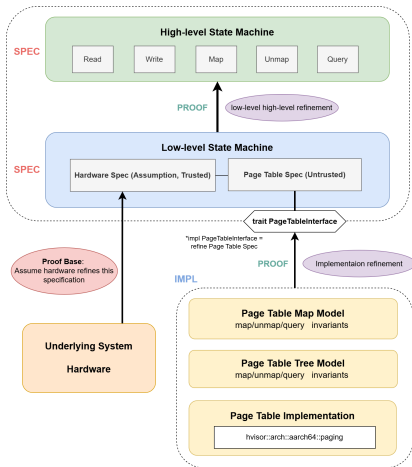 High-level State Machine
SPEC
Read
Write
Map
Unmap
Query
PROOF
low-level high-level refinement
Low-level State Machine
SPEC
Hardware Spec (Assumption, Trusted)
Page Table Spec (Untrusted)
trait PageTableInterface
*impl PageTableInterface =
refine Page Table Spec
Proof Base:
Assume hardware refines this
specification
PROOF
Implementaion refinement
IMPL
Page Table Map Model
map/unmap/query invariants
Underlying System
Hardware
Page Table Tree Model
map/unmap/query invariants
Page Table Implementation
hvisor::arch::aarch64::paging